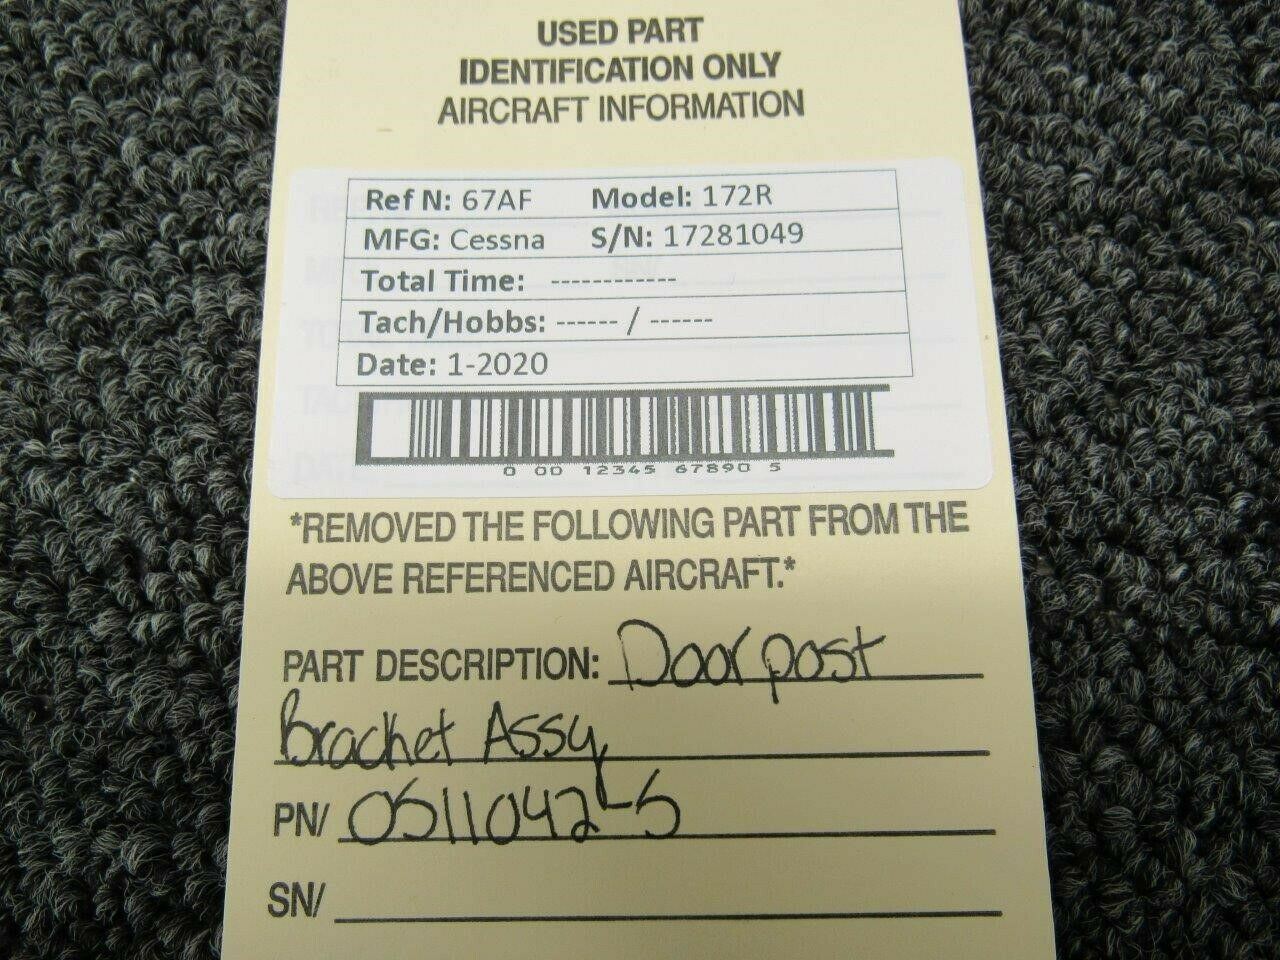 USED PART
IDENTIFICATION ONLY
AIRCRAFT INFORMATION
Ref N: 67AF Model: 172R
MFG: Cessna S/N: 17281049
Total Time: ------------
Tach/Hobbs: ------ / ------
Date: 1-2020
0 00 12345 67890 5
*REMOVED THE FOLLOWING PART FROM THE
ABOVE REFERENCED AIRCRAFT.*
PART DESCRIPTION: Doorpost
Bracket Assy
PN/ 0511042-5
SN/